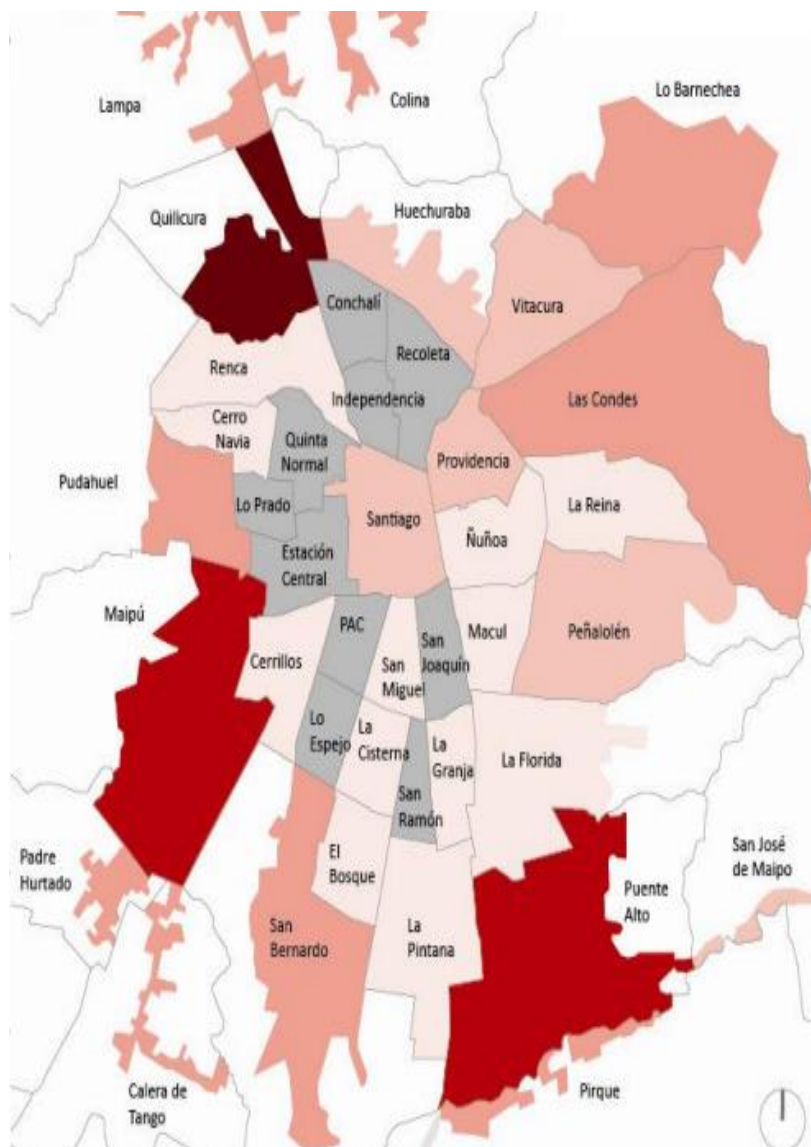 Lo Barnechea
Lampa
Colina
Quilicura
Huechuraba
Conchalí
Vitacura
Recoleta
Renca
Independencia
Las Condes
Cerro
Navia
Quinta
Normal
Providencia
Pudahuel
Lo Prado
Santiago
La Reina
Ñuñoa
Estación
Central
Maipú
PAC
San
Joaquín
Macul
Peñalolén
Cerrillos
San
Miguel
Lo
Espejo
La
Cisterna
La
Granja
La Florida
San
Ramón
Padre
Hurtado
El
Bosque
San José
de Maipo
Puente
Alto
San
Bernardo
La
Pintana
Calera de
Tango
Pirque